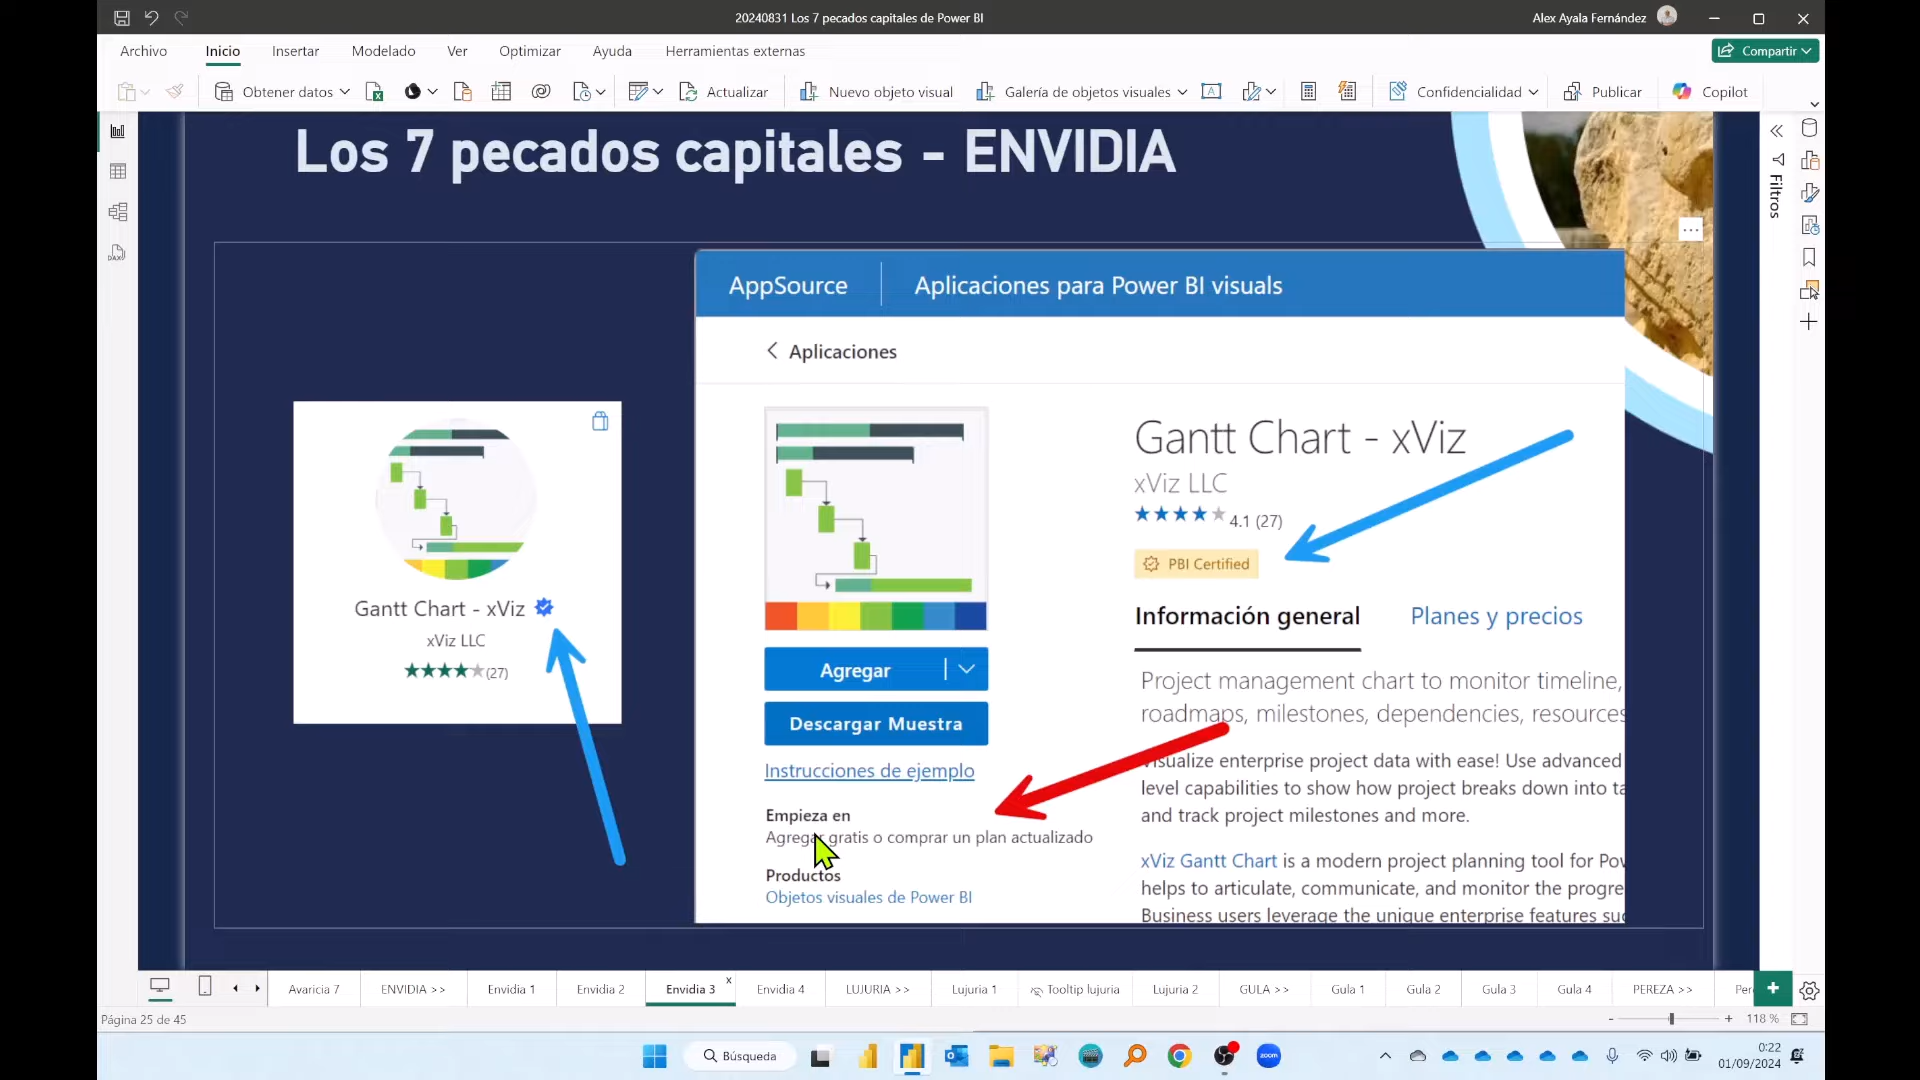 20240831 Los 7 pecados capitales de Power BI
Alex Ayala Fernández
Archivo
Inicio
Insertar
Modelado
Ver
Optimizar
Ayuda
Herramientas externas
Compartir
Obtener datos
Actualizar
Nuevo objeto visual
Galería de objetos visuales
Confidencialidad
Publicar
Copilot
Los 7 pecados capitales - ENVIDIA
Filtros
AppSource
Aplicaciones para Power BI visuals
Aplicaciones
Gantt Chart - xViz
xViz LLC
(27)
Gantt Chart - xViz
xViz LLC
4.1 (27)
PBI Certified
Información general
Planes y precios
Agregar
Descargar Muestra
Instrucciones de ejemplo
Empieza en
Agregar gratis o comprar un plan actualizado
Productos
Objetos visuales de Power BI
Project management chart to monitor timeline,
roadmaps, milestones, dependencies, resources
Visualize enterprise project data with ease! Use advanced
level capabilities to show how project breaks down into ta
and track project milestones and more.
xViz Gantt Chart is a modern project planning tool for Pow
helps to articulate, communicate, and monitor the progre
Business users leverage the unique enterprise features suc
Avaricia 7
ENVIDIA >>
Envidia 1
Envidia 2
Envidia 3
x
Envidia 4
LUJURIA >>
Lujuria 1
Tooltip lujuria
Lujuria 2
GULA >>
Gula 1
Gula 2
Gula 3
Gula 4
PEREZA >>
Per
Página 25 de 45
- + 118 %
Búsqueda
zoom
0:22
01/09/2024